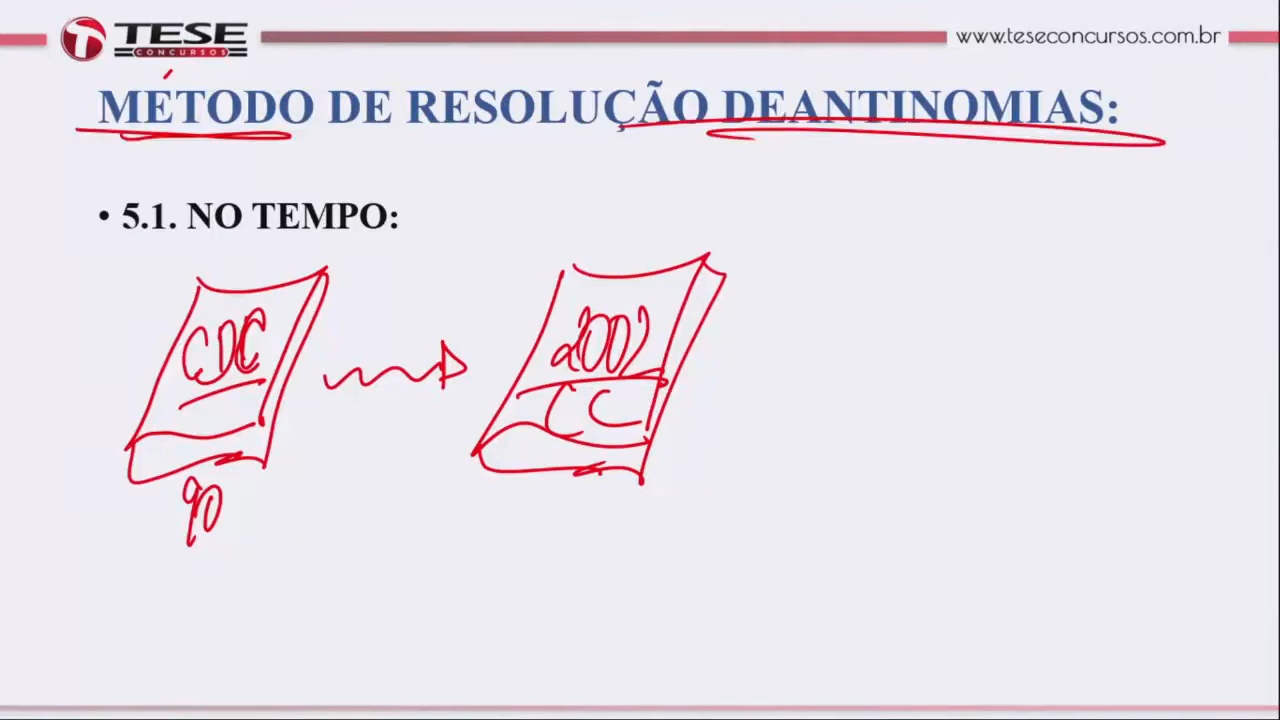 TESE
CONCURSOS
www.teseconcursos.com.br
MÉTODO DE RESOLUÇÃO DEANTINOMIAS:
• 5.1. NO TEMPO:
CDC
90
2002
CC